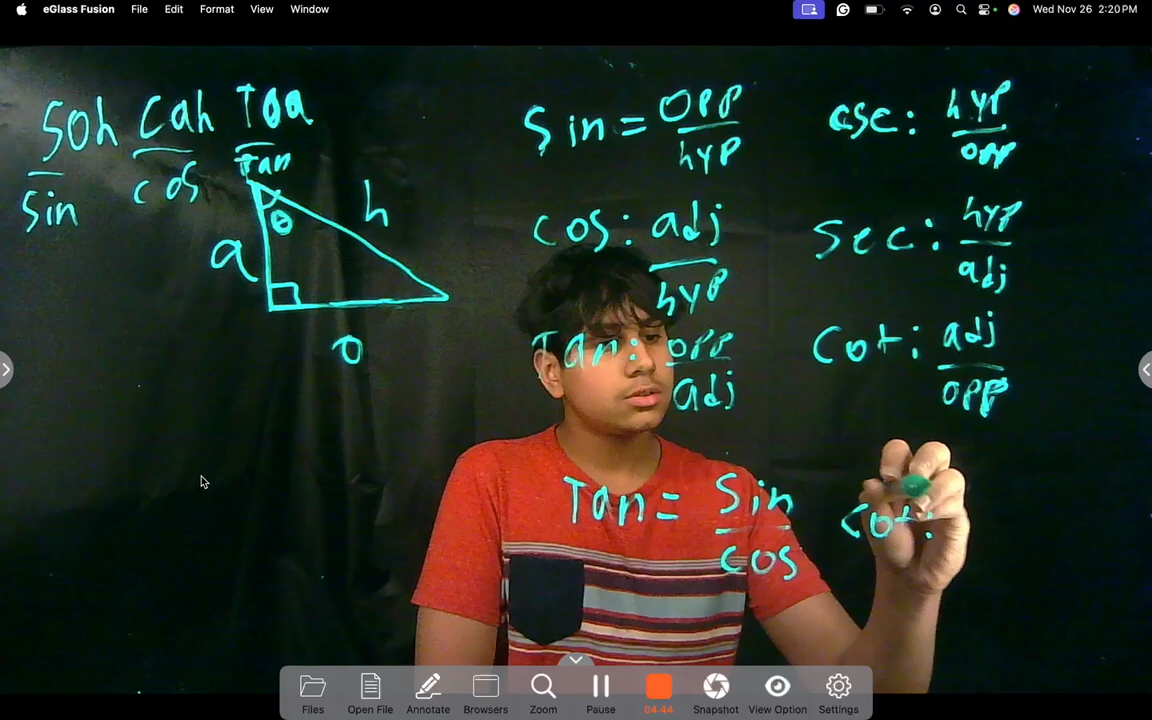 eGlass Fusion File Edit Format View Window Wed Nov 26 2:20 PM
Soh Cah Toa
sin cos Tan
θ
h
a
o
Sin = OPP
hyp
cos: adj
hyp
Tan: opp
adj
Tan = Sin
cos
csc: hyp
opp
Sec: hyp
adj
Cot: adj
opp
cot:
04:44
Files Open File Annotate Browsers Zoom Pause Snapshot View Option Settings